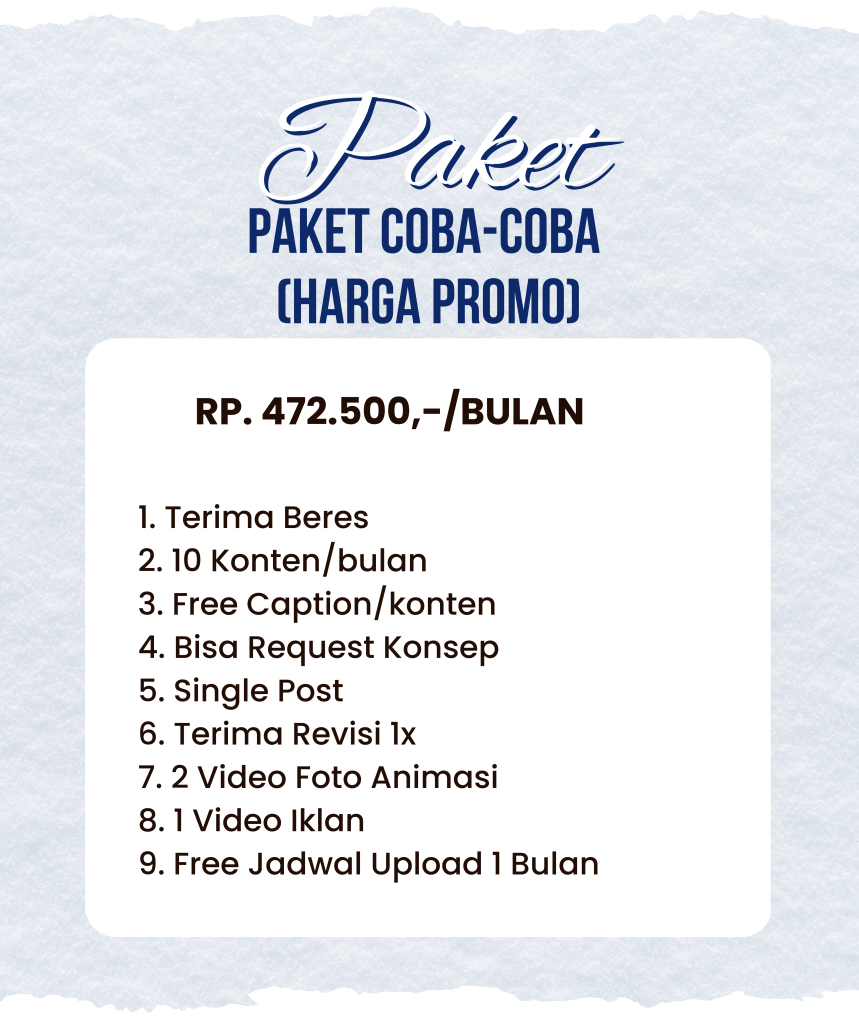 Paket
PAKET COBA-COBA
(HARGA PROMO)
RP. 472.500,-/BULAN
1. Terima Beres
2. 10 Konten/bulan
3. Free Caption/konten
4. Bisa Request Konsep
5. Single Post
6. Terima Revisi 1x
7. 2 Video Foto Animasi
8. 1 Video Iklan
9. Free Jadwal Upload 1 Bulan